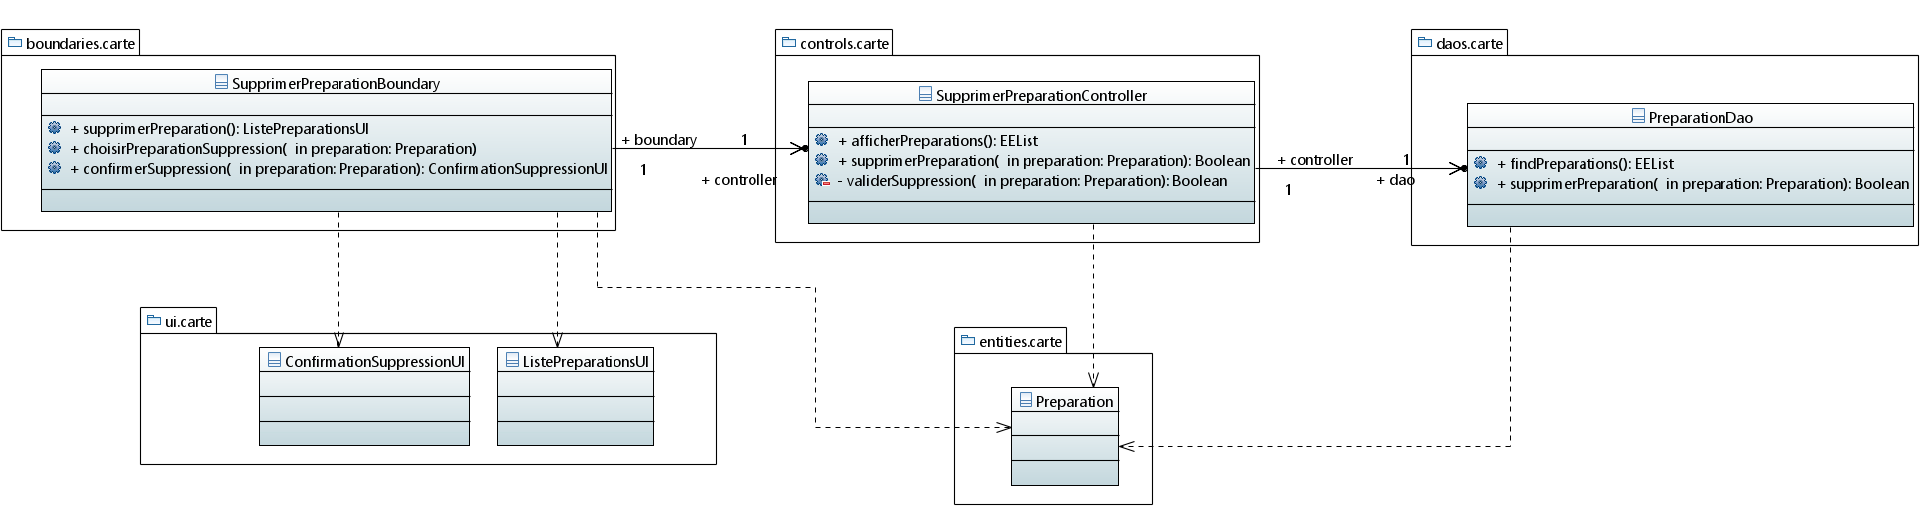 boundaries.carte
SupprimerPreparationBoundary
+ supprimerPreparation(): ListePreparationsUI
+ choisirPreparationSuppression(  in preparation: Preparation)
+ confirmerSuppression(  in preparation: Preparation): ConfirmationSuppressionUI
+ boundary
1
1
+ controller
controls.carte
SupprimerPreparationController
+ afficherPreparations(): EEList
+ supprimerPreparation(  in preparation: Preparation): Boolean
- validerSuppression(  in preparation: Preparation): Boolean
+ controller
1
1
+ dao
daos.carte
PreparationDao
+ findPreparations(): EEList
+ supprimerPreparation(  in preparation: Preparation): Boolean
ui.carte
ConfirmationSuppressionUI
ListePreparationsUI
entities.carte
Preparation